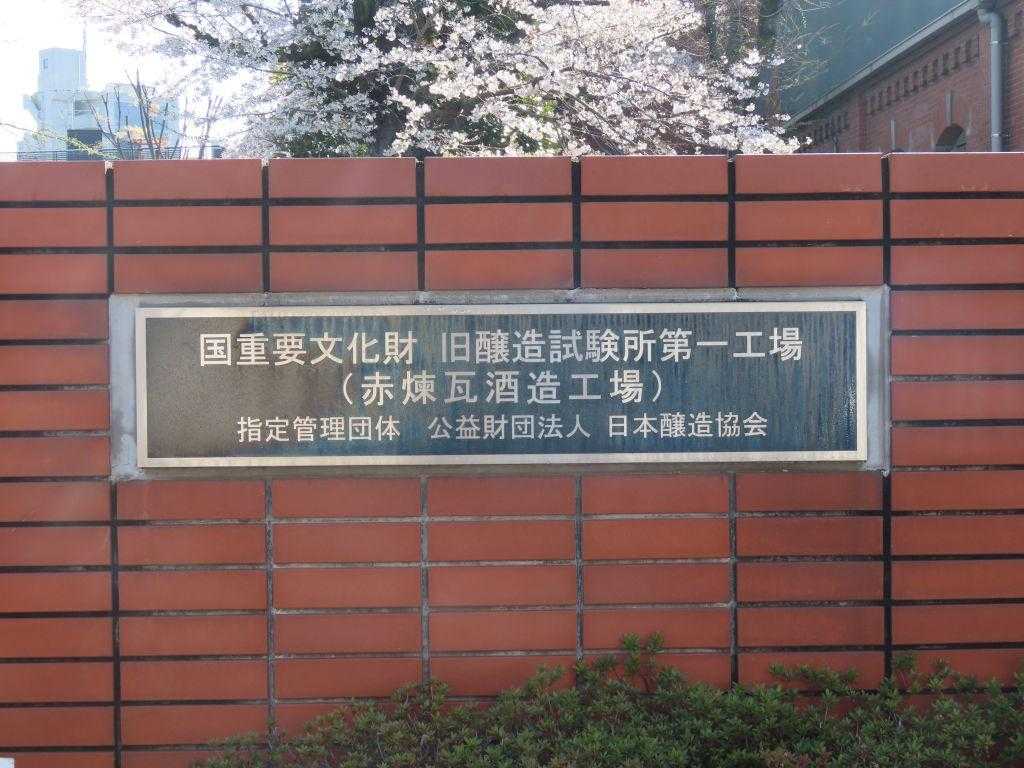 国重要文化財 旧醸造試験所第一工場
（赤煉瓦酒造工場）
指定管理団体 公益財団法人 日本醸造協会